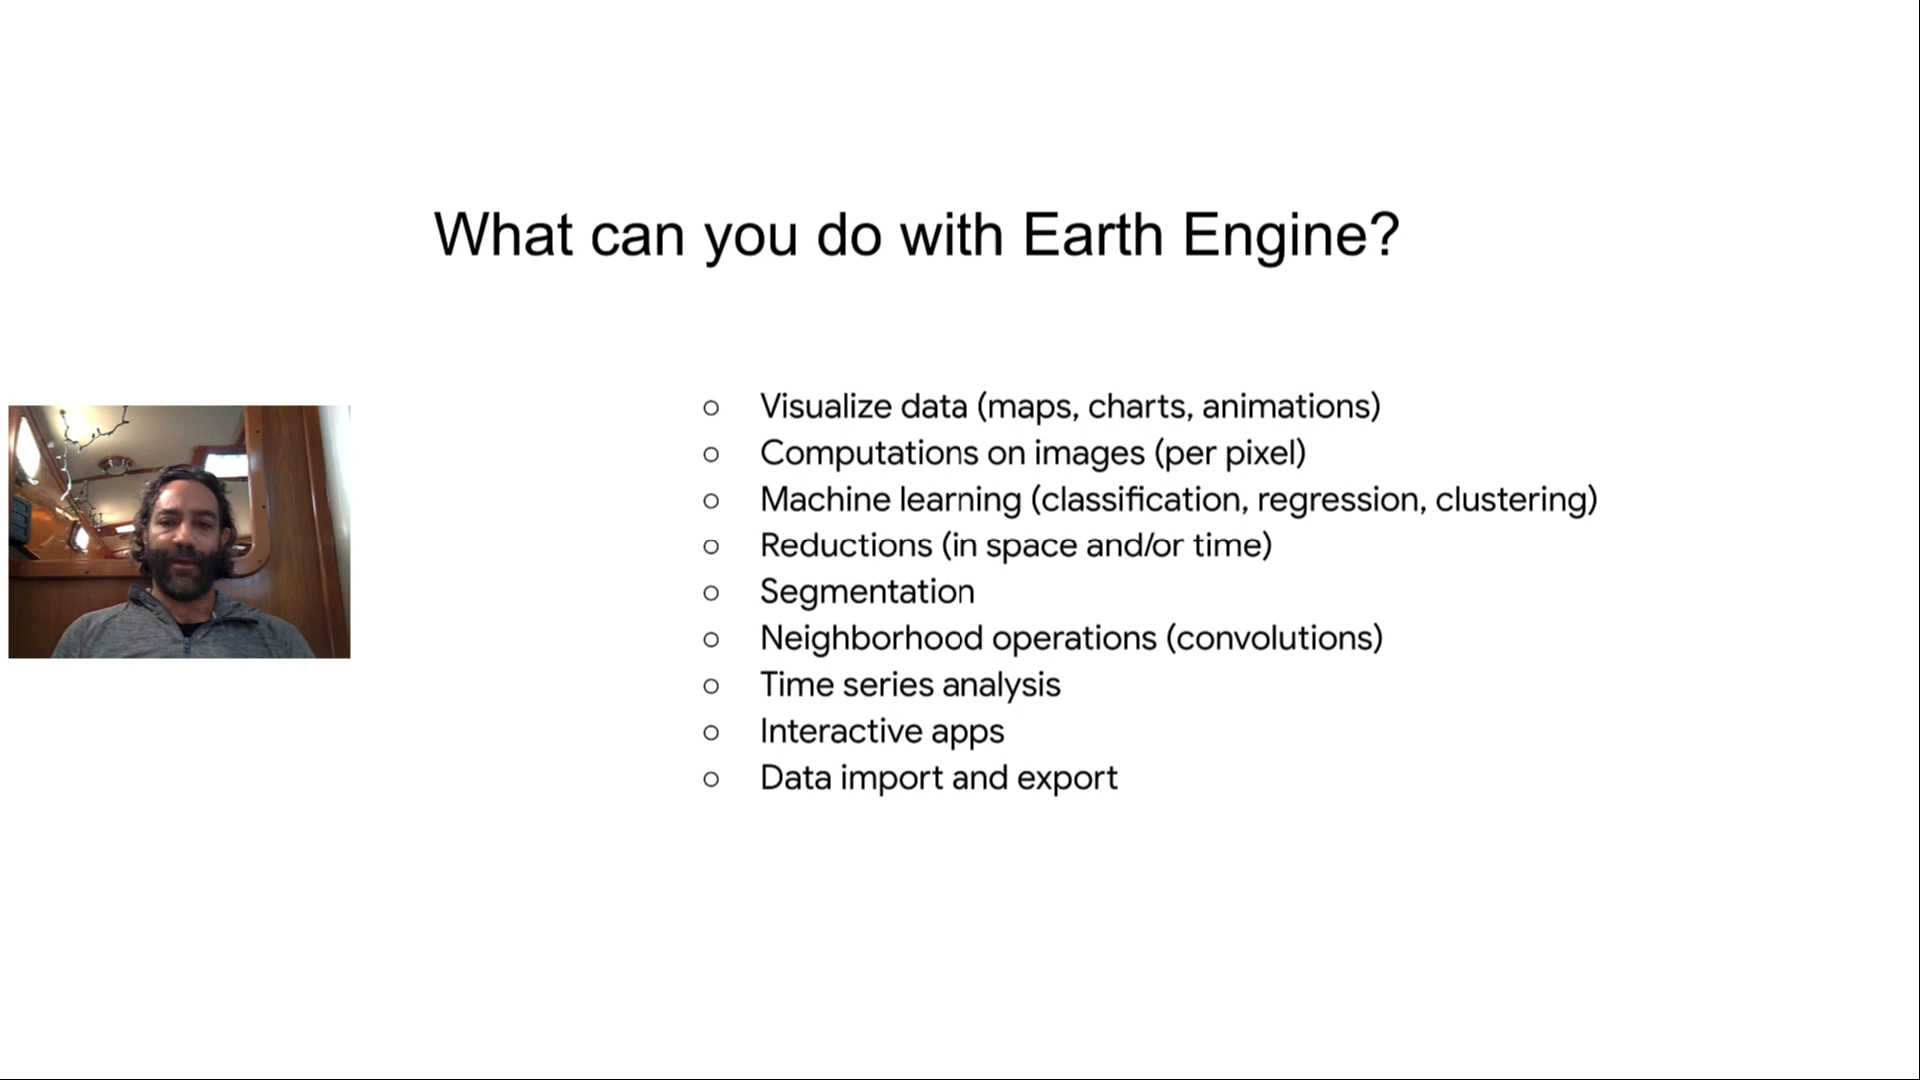 What can you do with Earth Engine?
○ Visualize data (maps, charts, animations)
○ Computations on images (per pixel)
○ Machine learning (classification, regression, clustering)
○ Reductions (in space and/or time)
○ Segmentation
○ Neighborhood operations (convolutions)
○ Time series analysis
○ Interactive apps
○ Data import and export